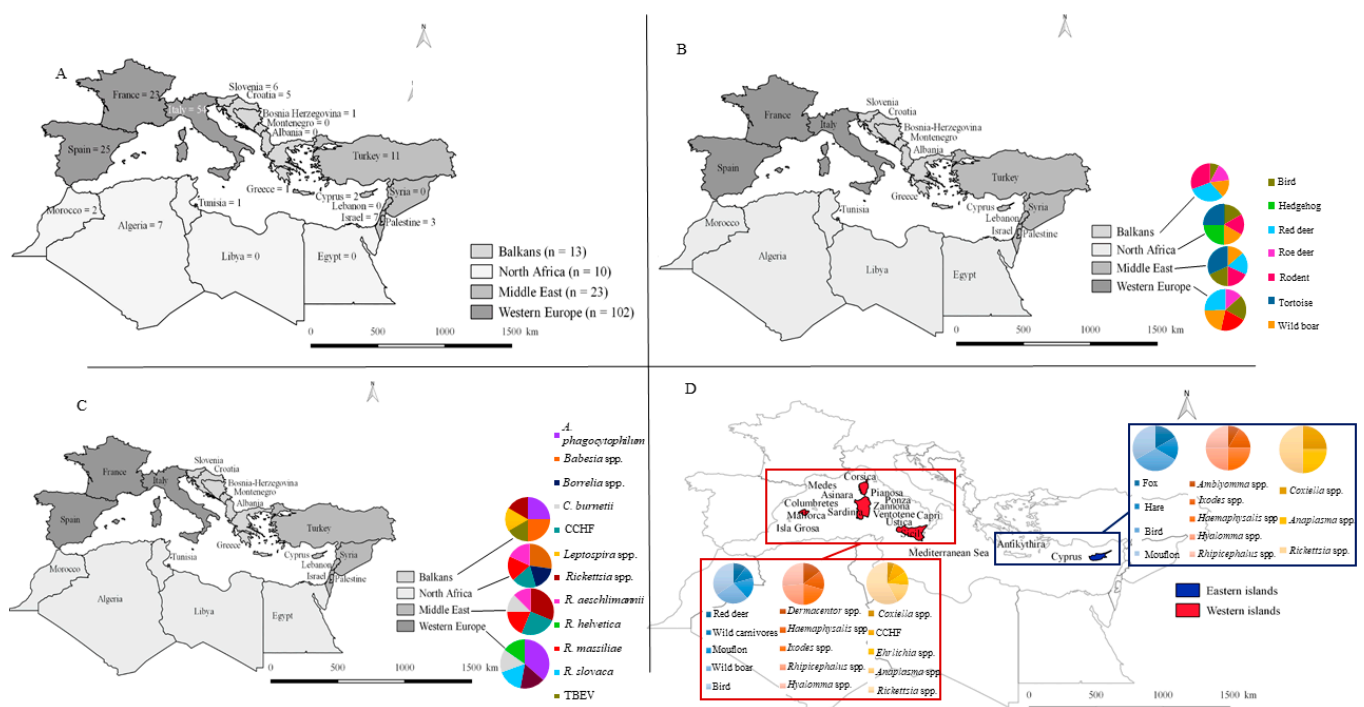 N
A
Slovenia = 6
Croatia = 5
France = 23
Bosnia Herzegovina = 1
Montenegro = 0
Albania = 0
Spain = 25
Turkey = 11
Greece = 1
Cyprus = 2
Syria = 0
Lebanon = 0
Tunisia = 1
Israel = 7
Morocco = 2
Palestine = 3
Algeria = 7
Libya = 0
Egypt = 0
Balkans (n = 13)
North Africa (n = 10)
Middle East (n = 23)
Western Europe (n = 102)
0 500 1000 1500 km
N
B
Slovenia
Croatia
France
Italy
Bosnia-Herzegovina
Montenegro
Albania
Spain
Turkey
Greece
Cyprus
Syria
Lebanon
Tunisia
Israel
Palestine
Morocco
Algeria
Libya
Egypt
Balkans
North Africa
Middle East
Western Europe
Bird
Hedgehog
Red deer
Roe deer
Rodent
Tortoise
Wild boar
0 500 1000 1500 km
N
C
Slovenia
Croatia
France
Italy
Bosnia-Herzegovina
Montenegro
Albania
Spain
Turkey
Greece
Cyprus
Syria
Lebanon
Tunisia
Israel
Palestine
Morocco
Algeria
Libya
Egypt
Balkans
North Africa
Middle East
Western Europe
A.
phagocytophilum
Babesia spp.
Borrelia spp.
C. burnetii
CCHF
Leptospira spp.
Rickettsia spp.
R. aeschlimannii
R. helvetica
R. massiliae
R. slovaca
TBEV
0 500 1000 1500 km
D
N
Corsica
Medes
Asinara
Pianosa
Columbretes
Ponza
Mallorca
Sardinia
Zannona
Ventotene
Capri
Isla Grosa
Ustica
Mediterranean Sea
Antikythira
Cyprus
Fox
Hare
Bird
Mouflon
Amblyomma spp.
Ixodes spp.
Haemaphysalis spp.
Hyalomma spp.
Rhipicephalus spp.
Coxiella spp.
Anaplasma spp.
Rickettsia spp.
Eastern islands
Western islands
Red deer
Wild carnivores
Mouflon
Wild boar
Bird
Dermacentor spp.
Haemaphysalis spp.
Ixodes spp.
Rhipicephalus spp.
Hyalomma spp.
Coxiella spp.
CCHF
Ehrlichia spp.
Anaplasma spp.
Rickettsia spp.
0 500 1000 1500 km